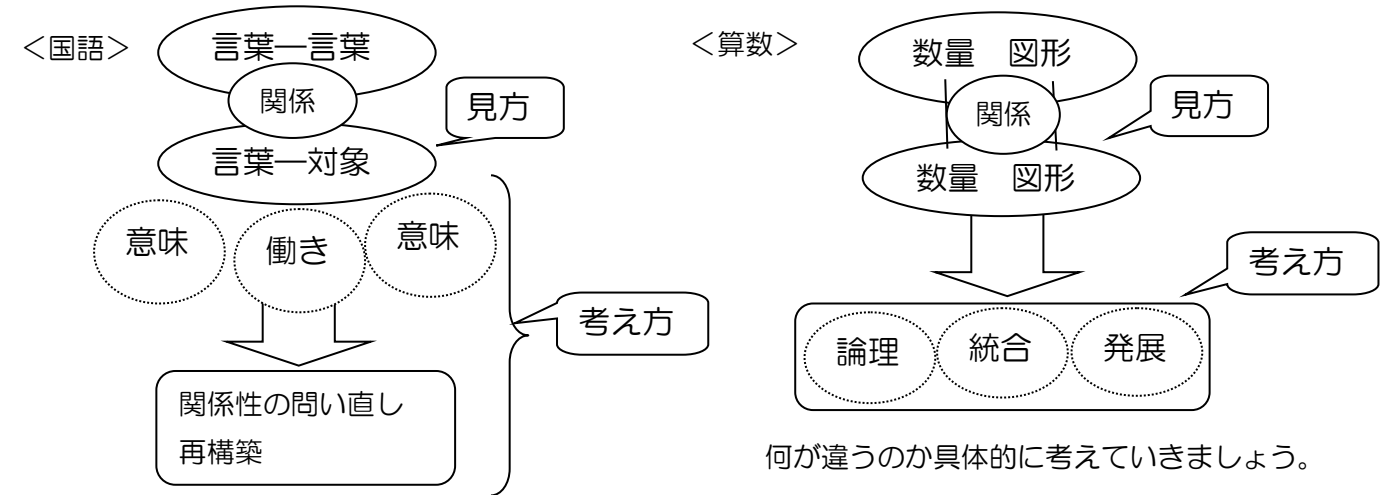 <国語>
言葉―言葉
関係
見方
言葉―対象
意味
働き
意味
考え方
関係性の問い直し
再構築
<算数>
数量　図形
関係
見方
数量　図形
考え方
論理
統合
発展
何が違うのか具体的に考えていきましょう。